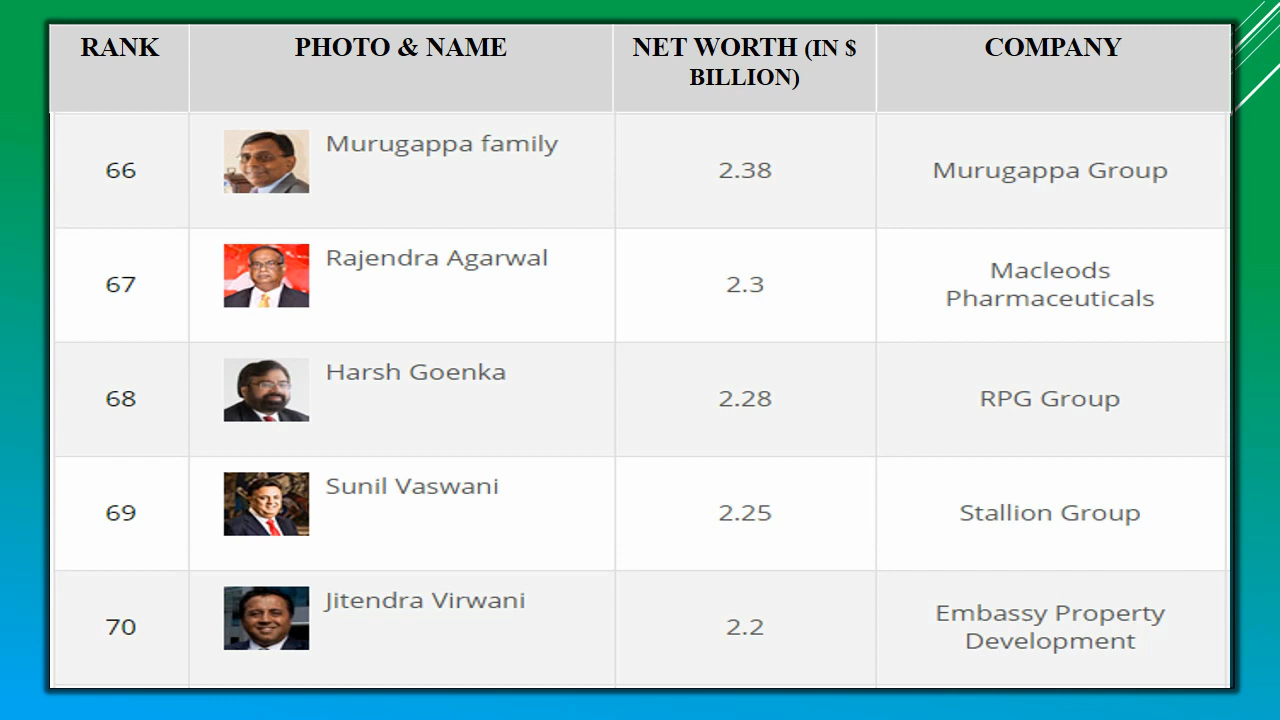 RANK
PHOTO & NAME
NET WORTH (IN $
BILLION)
COMPANY
66
Murugappa family
2.38
Murugappa Group
67
Rajendra Agarwal
2.3
Macleods
Pharmaceuticals
68
Harsh Goenka
2.28
RPG Group
69
Sunil Vaswani
2.25
Stallion Group
70
Jitendra Virwani
2.2
Embassy Property
Development